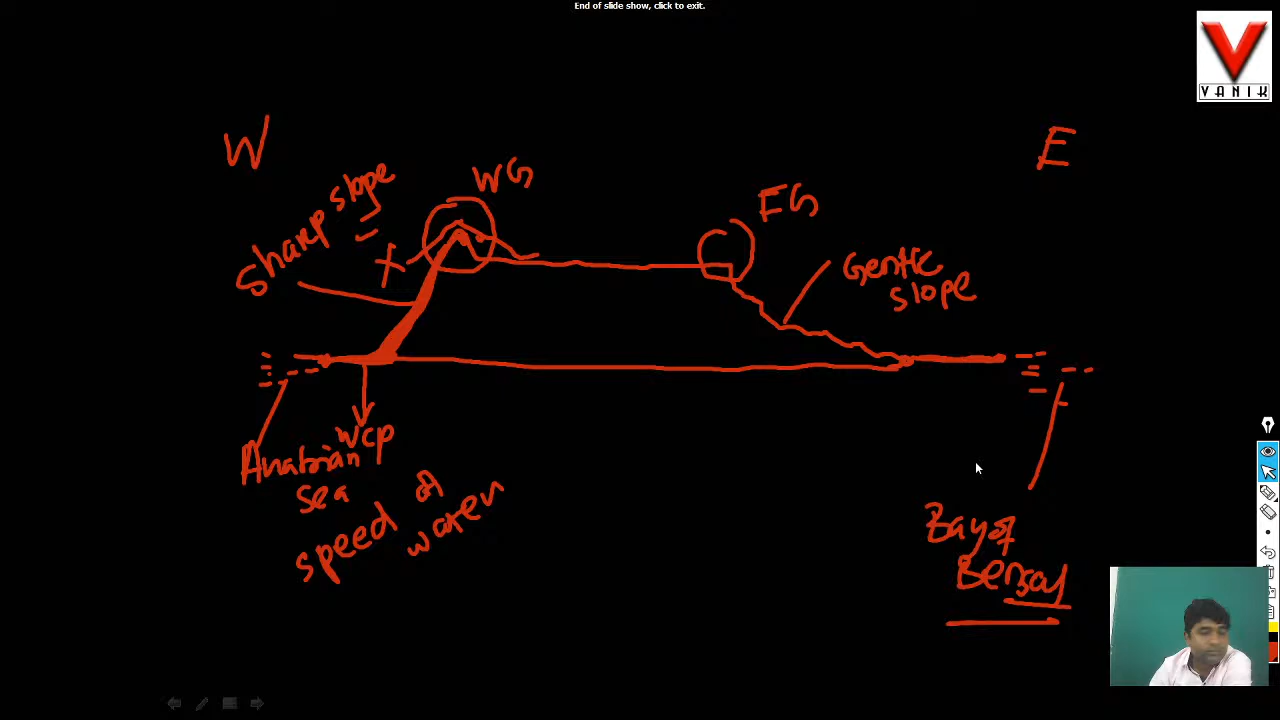 End of slide show, click to exit.
VANIK
W
E
Sharp slope
WG
EG
Gentle
slope
WCP
Arabian
sea
speed of
water
Bay of
Bengal